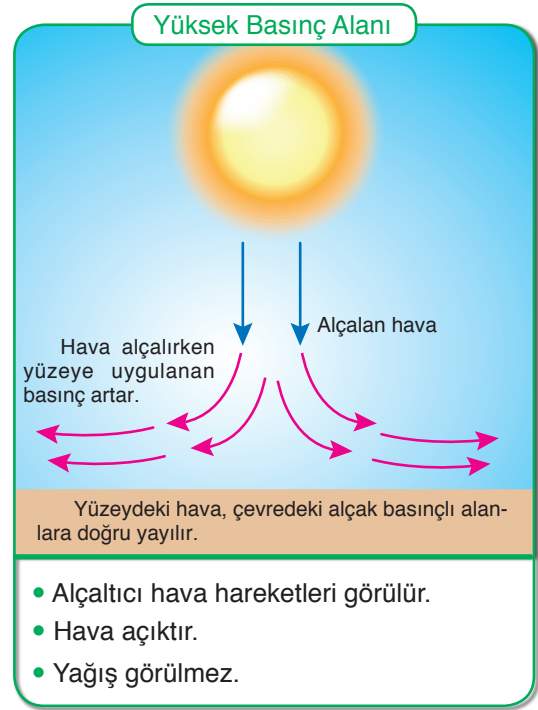 Yüksek Basınç Alanı
Alçalan hava
Hava alçalırken
yüzeye uygulanan
basınç artar.
Yüzeydeki hava, çevredeki alçak basınçlı alan-
lara doğru yayılır.
• Alçaltıcı hava hareketleri görülür.
• Hava açıktır.
• Yağış görülmez.